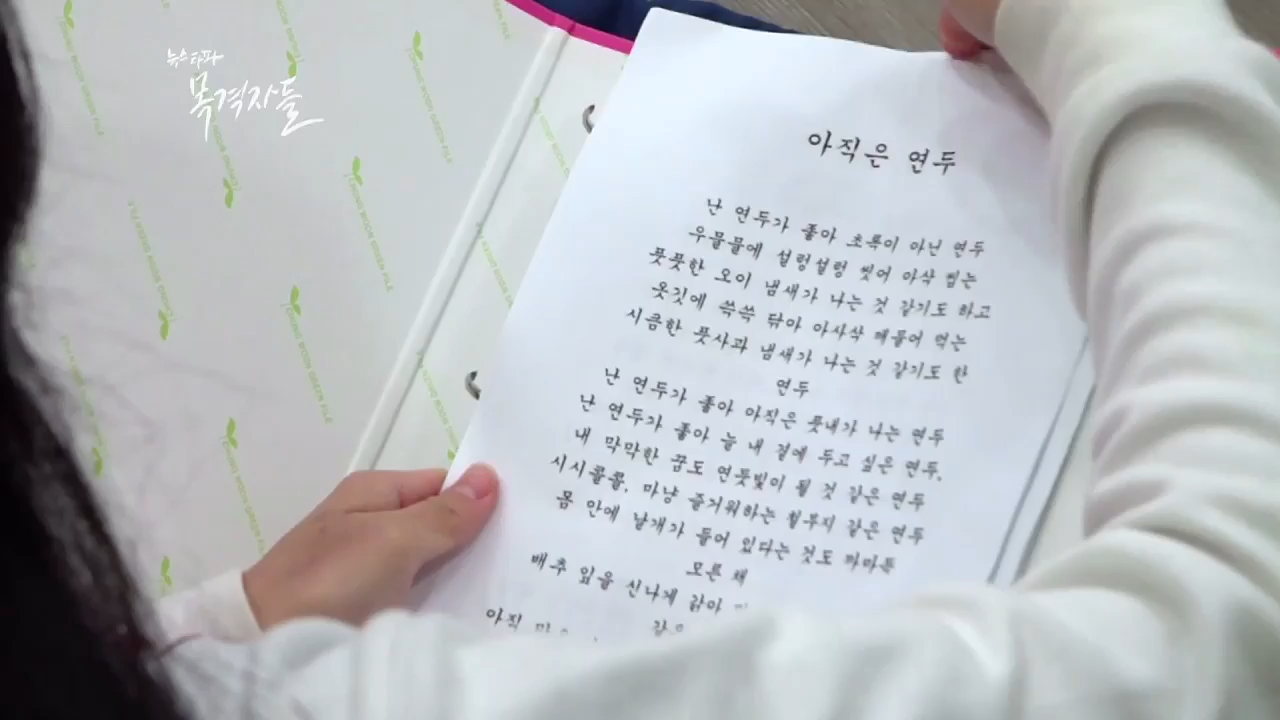 뉴스타파
목격자들
아직은 연두
난 연두가 좋아 초록이 아닌 연두
우물물에 설렁설렁 씻어 아삭 씹는
풋풋한 오이 냄새가 나는 것 같기도 하고
옷깃에 쓱쓱 닦아 아사삭 깨물어 먹는
시큼한 풋사과 냄새가 나는 것 같기도 한
연두
난 연두가 좋아 아직은 풋내가 나는 연두
난 연두가 좋아 늘 내 곁에 두고 싶은 연두,
내 막막한 꿈도 연둣빛이 될 것 같은 연두
시시콜콜, 마냥 즐거워하는 철부지 같은 연두
몸 안에 날개가 들어 있다는 것도 까마득
모른 채
배추 잎을 신나게 갉아
아직